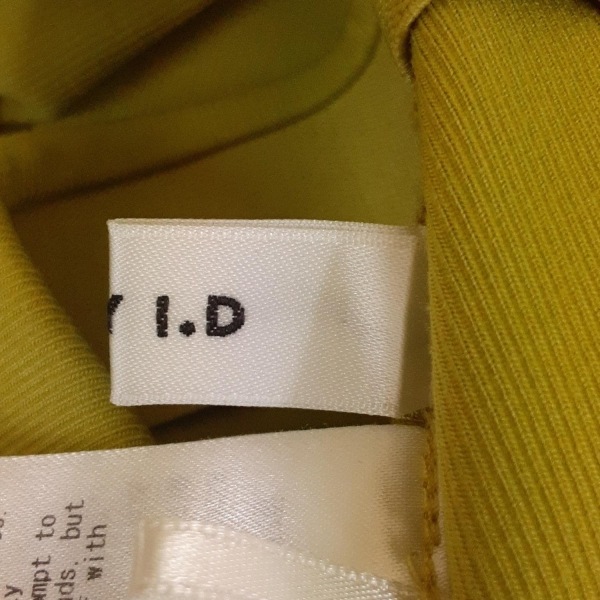 Y I.D
mpt to
ds. but
with